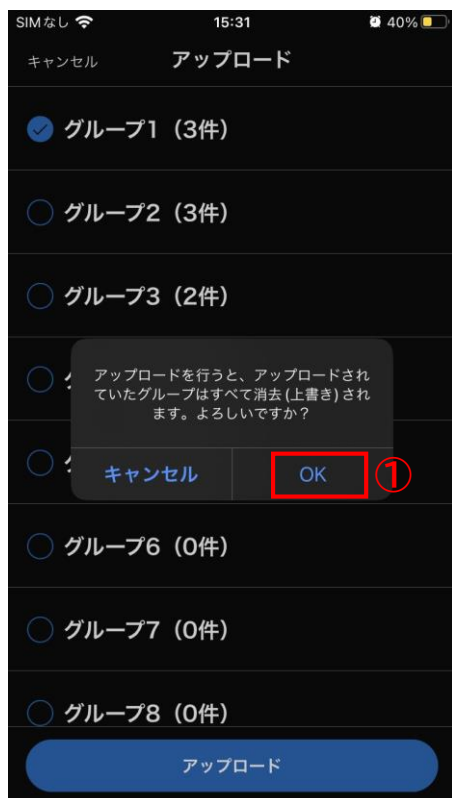 SIMなし 15:31 40%
キャンセル アップロード
グループ1（3件）
グループ2（3件）
グループ3（2件）
アップロードを行うと、アップロードされ
ていたグループはすべて消去(上書き)され
ます。よろしいですか？
キャンセル OK ①
グループ6（0件）
グループ7（0件）
グループ8（0件）
アップロード